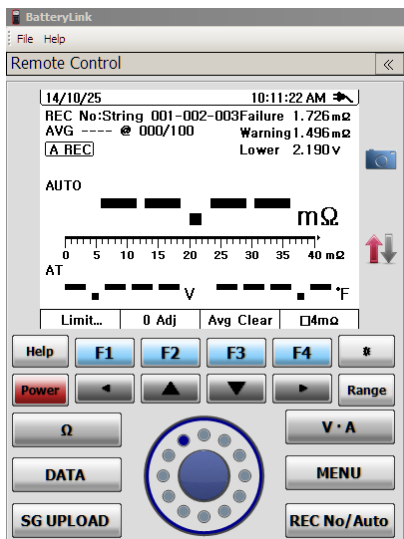 BatteryLink
File Help
Remote Control «
14/10/25 10:11:22 AM
REC No:String 001-002-003 Failure 1.726mΩ
AVG ---- @ 000/100 Warning 1.496mΩ
A REC Lower 2.190v
AUTO
--.-- mΩ
0 5 10 15 20 25 30 35 40 mΩ
AT
-.--- V ---.- °F
Limit... 0 Adj Avg Clear □4mΩ
Help F1 F2 F3 F4 *
Power Range
Ω V·A
DATA MENU
SG UPLOAD REC No/Auto